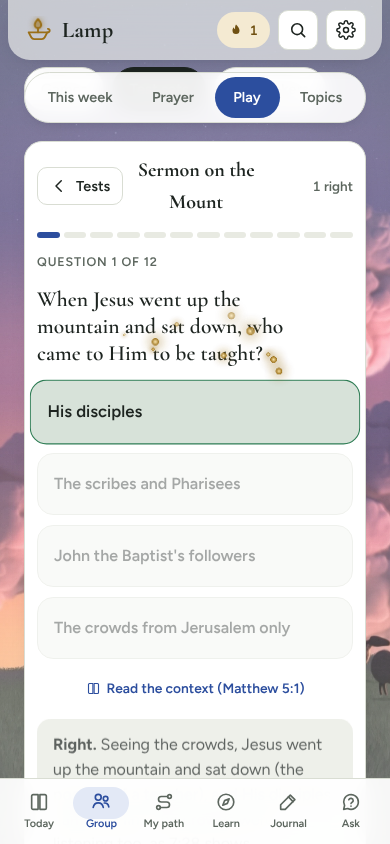 Lamp
1
This week
Prayer
Play
Topics
Tests
Sermon on the
Mount
1 right
QUESTION 1 OF 12
When Jesus went up the
mountain and sat down, who
came to Him to be taught?
His disciples
The scribes and Pharisees
John the Baptist's followers
The crowds from Jerusalem only
Read the context (Matthew 5:1)
Right. Seeing the crowds, Jesus went
up the mountain and sat down (the
Today
Group
My path
Learn
Journal
Ask